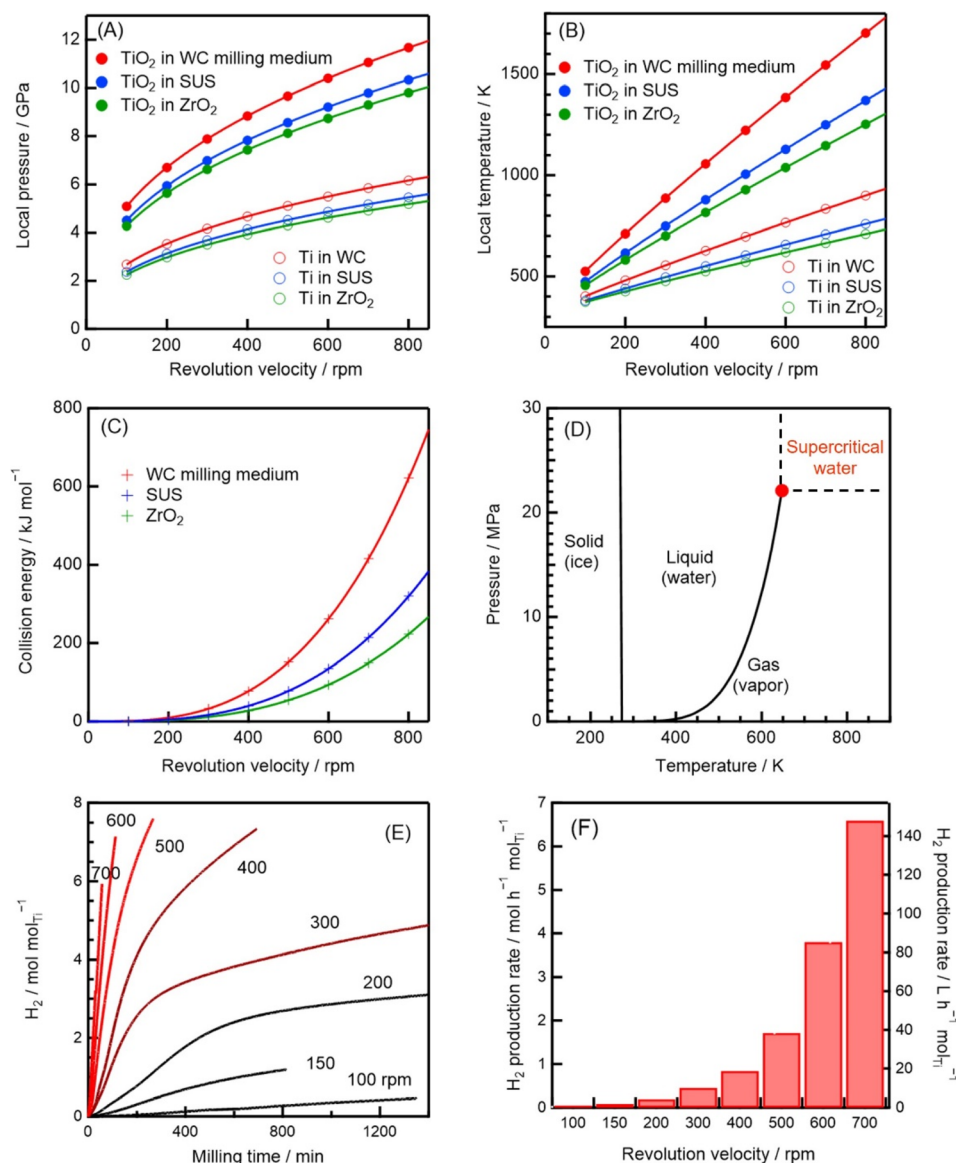 (A)
TiO2 in WC milling medium
TiO2 in SUS
TiO2 in ZrO2
Ti in WC
Ti in SUS
Ti in ZrO2
Local pressure / GPa
12
10
8
6
4
2
0
0
200
400
600
800
Revolution velocity / rpm
(B)
TiO2 in WC milling medium
TiO2 in SUS
TiO2 in ZrO2
Ti in WC
Ti in SUS
Ti in ZrO2
Local temperature / K
1500
1000
500
0
200
400
600
800
Revolution velocity / rpm
(C)
WC milling medium
SUS
ZrO2
Collision energy / kJ mol−1
800
600
400
200
0
0
200
400
600
800
Revolution velocity / rpm
(D)
Supercritical
water
Solid
(ice)
Liquid
(water)
Gas
(vapor)
Pressure / MPa
30
20
10
0
200
400
600
800
Temperature / K
(E)
600
500
700
400
300
200
150
100 rpm
H2 / mol molTi−1
8
6
4
2
0
0
400
800
1200
Milling time / min
(F)
H2 production rate / mol h−1 molTi−1
7
6
5
4
3
2
1
0
100
150
200
300
400
500
600
700
Revolution velocity / rpm
140
120
100
80
60
40
20
0
H2 production rate / L h−1 molTi−1